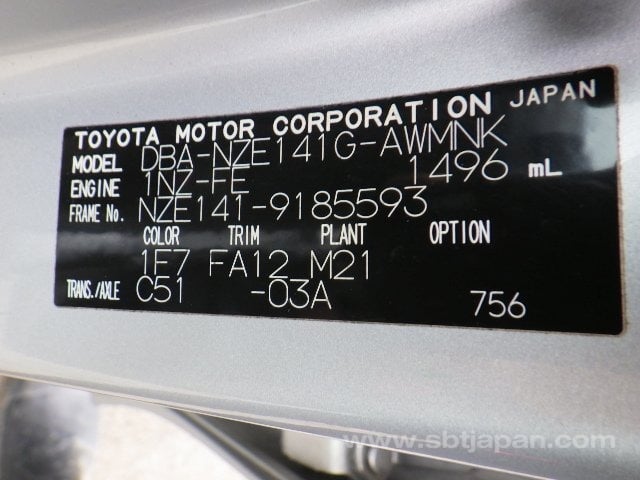 TOYOTA MOTOR CORPORATION JAPAN
MODEL DBA-NZE141G-AWMNK
ENGINE 1NZ-FE 1496 mL
FRAME No. NZE141-9185593
COLOR TRIM PLANT OPTION
1F7 FA12 M21
TRANS./AXLE C51 -03A 756
www.sbtjapan.com